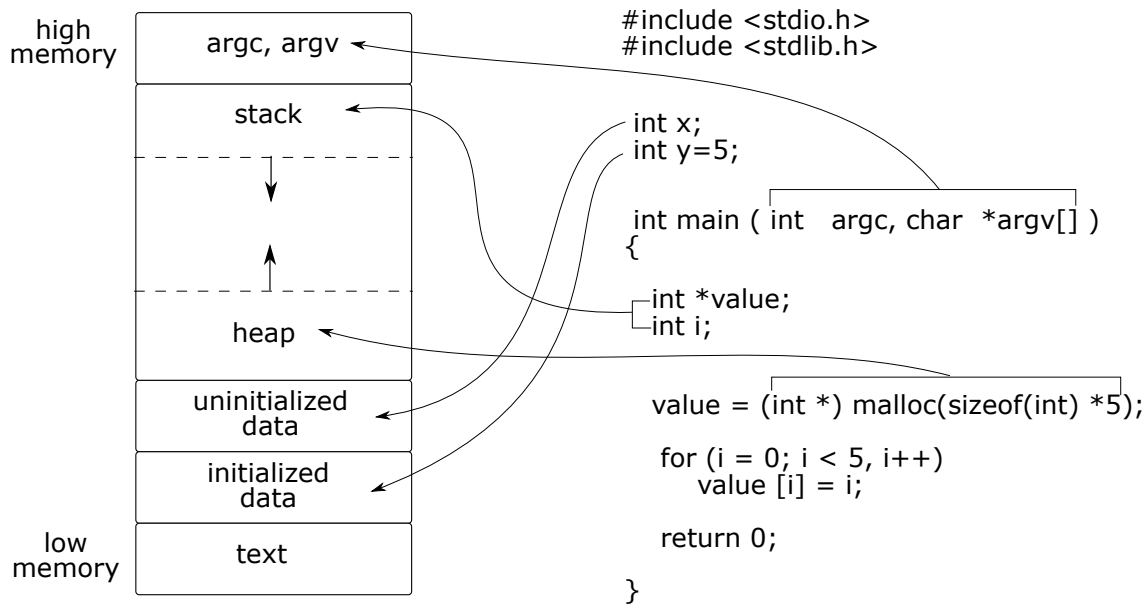 high
memory
argc, argv
stack
heap
uninitialized
data
initialized
data
text
low
memory
#include <stdio.h>
#include <stdlib.h>
int x;
int y=5;
int main ( int argc, char *argv[] )
{
int *value;
int i;
value = (int *) malloc(sizeof(int) *5);
for (i = 0; i < 5, i++)
value [i] = i;
return 0;
}